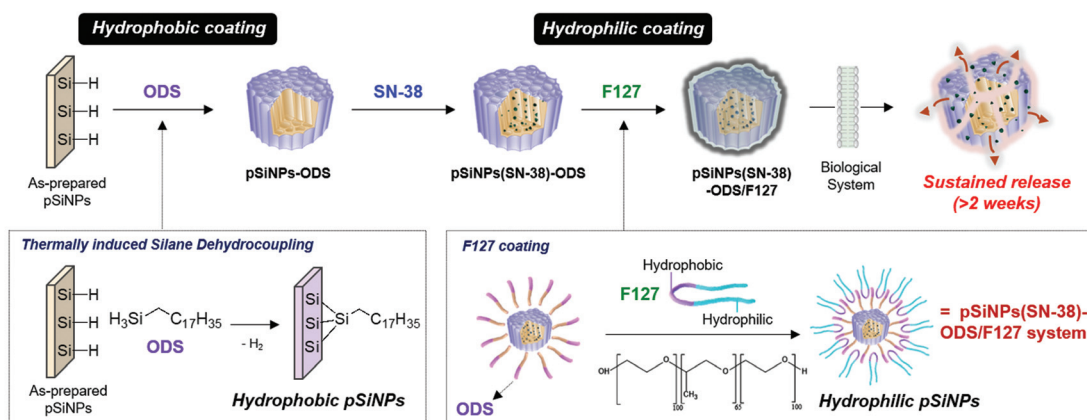 Hydrophobic coating
Hydrophilic coating
Si-H
Si-H
Si-H
As-prepared
pSiNPs
ODS
pSiNPs-ODS
SN-38
pSiNPs(SN-38)-ODS
F127
pSiNPs(SN-38)
-ODS/F127
Biological
System
Sustained release
(>2 weeks)
Thermally induced Silane Dehydrocoupling
Si-H
Si-H
Si-H
As-prepared
pSiNPs
H3Si
C17H35
ODS
- H2
Si
Si
Si
Si
C17H35
Hydrophobic pSiNPs
F127 coating
ODS
F127
Hydrophobic
Hydrophilic
OH
O
100
CH3
O
65
O
H
100
Hydrophilic pSiNPs
= pSiNPs(SN-38)-
ODS/F127 system